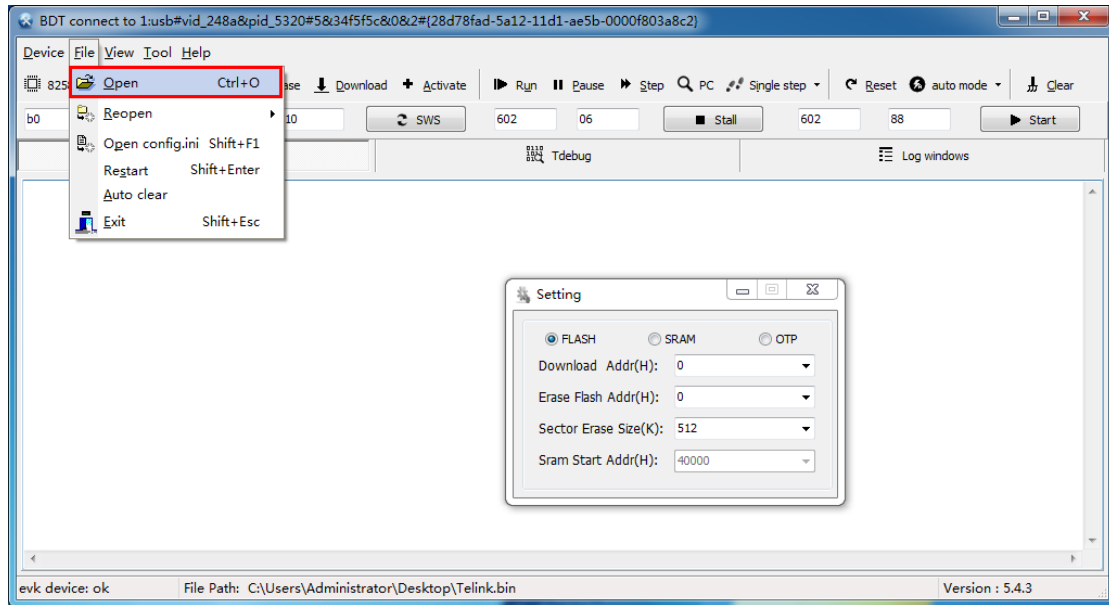 BDT connect to 1:usb#vid_248a&pid_5320#5&34f5f5c&0&2#{28d78fad-5a12-11d1-ae5b-0000f803a8c2}
Device File View Tool Help
Download Activate Run Pause Step PC Single step Reset auto mode Clear
Open Ctrl+O
Reopen
Open config.ini Shift+F1
Restart Shift+Enter
Auto clear
Exit Shift+Esc
b0 10 SWS 602 06 Stall 602 88 Start
Tdebug Log windows
Setting
FLASH SRAM OTP
Download Addr(H): 0
Erase Flash Addr(H): 0
Sector Erase Size(K): 512
Sram Start Addr(H): 40000
evk device: ok File Path: C:\Users\Administrator\Desktop\Telink.bin Version : 5.4.3